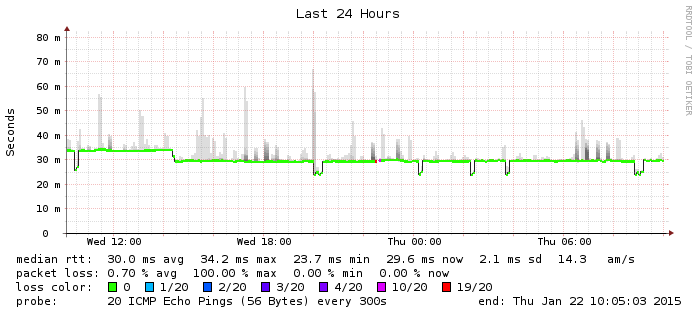 Last 24 Hours
RRDTOOL / TOBI OETIKER
Seconds
80 m
70 m
60 m
50 m
40 m
30 m
20 m
10 m
0
Wed 12:00 Wed 18:00 Thu 00:00 Thu 06:00
median rtt: 30.0 ms avg 34.2 ms max 23.7 ms min 29.6 ms now 2.1 ms sd 14.3 am/s
packet loss: 0.70 % avg 100.00 % max 0.00 % min 0.00 % now
loss color: 0 1/20 2/20 3/20 4/20 10/20 19/20
probe: 20 ICMP Echo Pings (56 Bytes) every 300s end: Thu Jan 22 10:05:03 2015